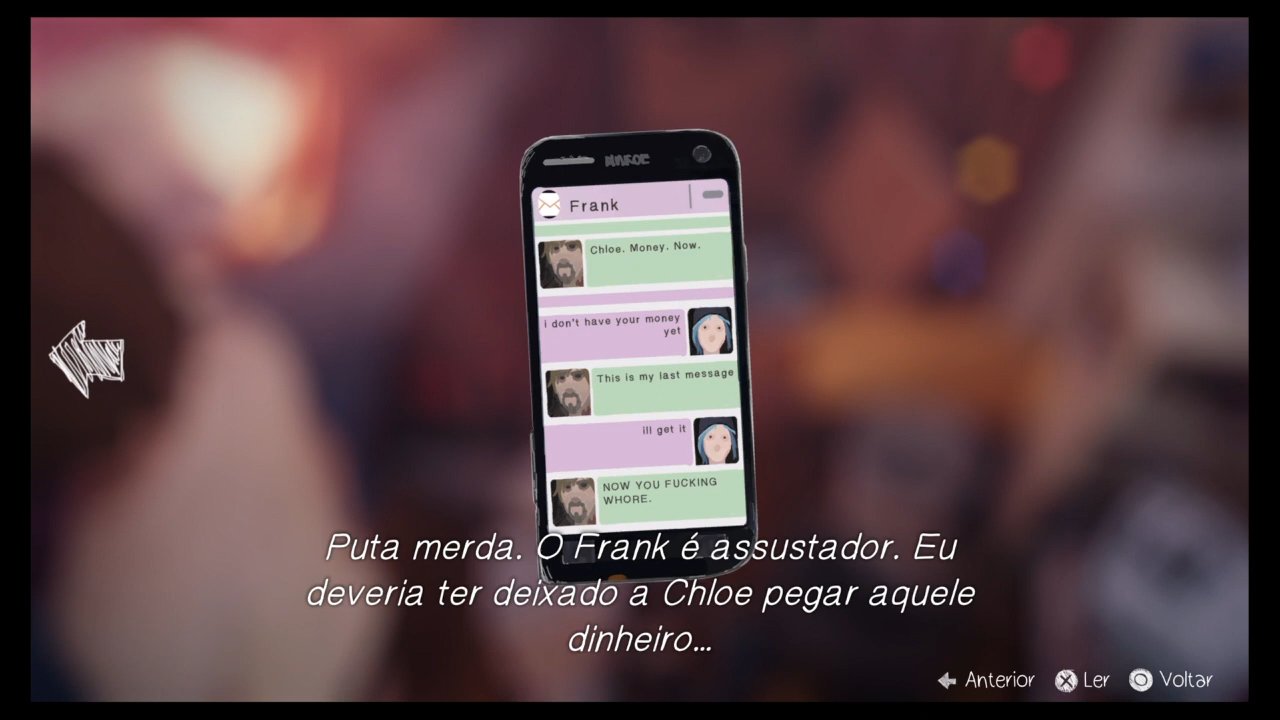 Frank
Chloe. Money. Now.
i don't have your money
yet
This is my last message
ill get it
NOW YOU FUCKING
WHORE.
Puta merda. O Frank é assustador. Eu
deveria ter deixado a Chloe pegar aquele
dinheiro...
Anterior Ler Voltar